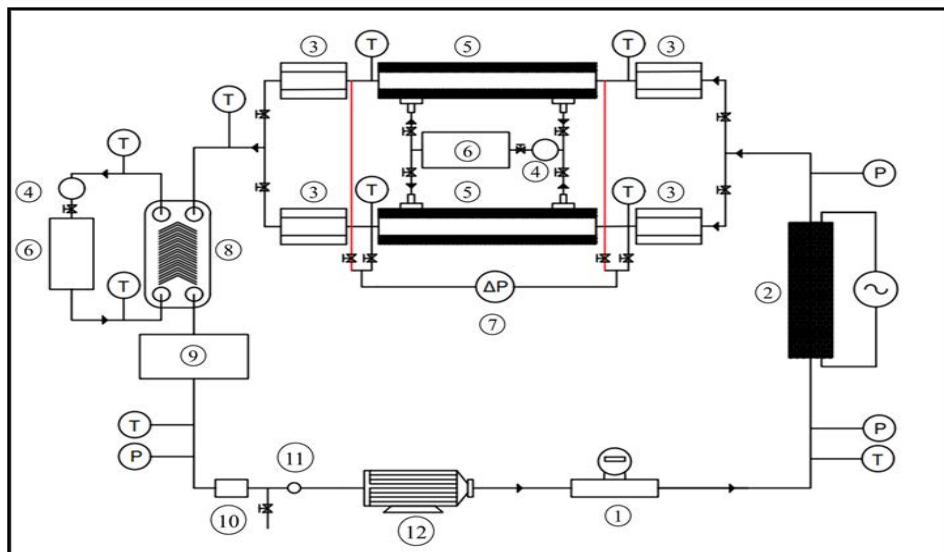 ③ T ⑤ T ③
T
T
⑥ ④
P
④
③ T ⑤ T ③
⑥ ⑧
T
②
ΔP
⑦
⑨
T
P
P
T
⑪
⑩ ⑫ ①